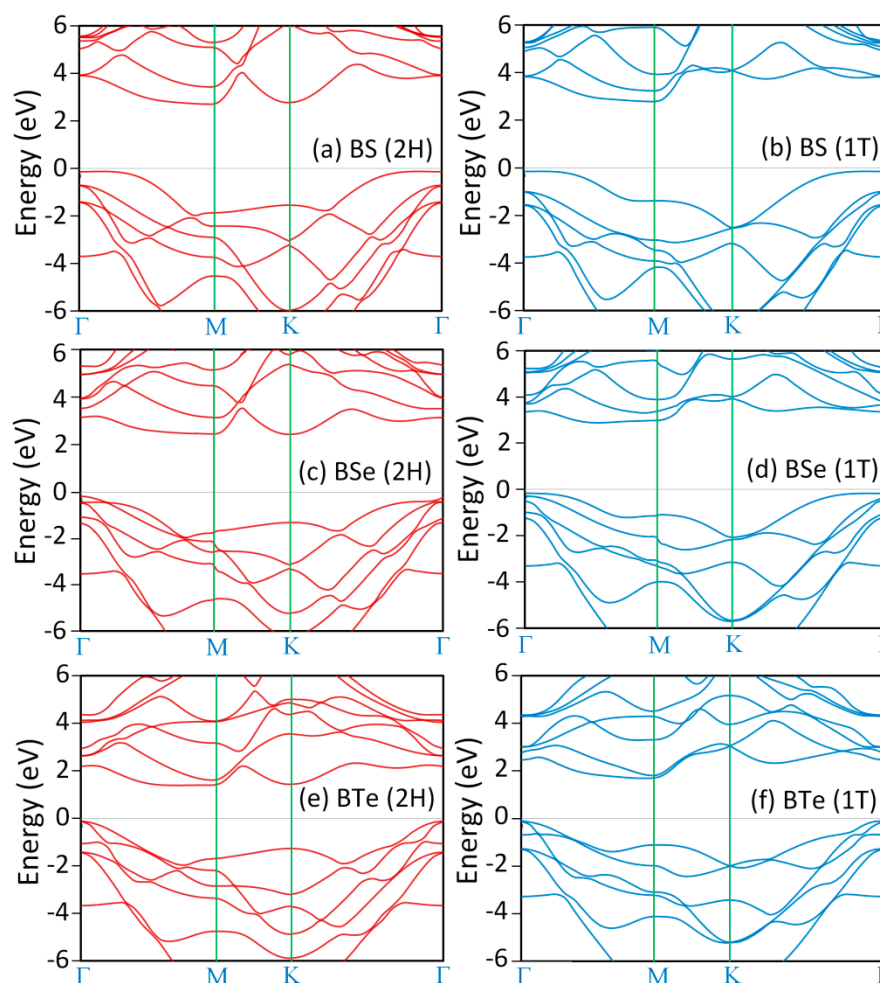 6 6
4 4
2 2
0 (a) BS (2H) 0 (b) BS (1T)
-2 -2
-4 -4
-6 -6
Energy (eV) Energy (eV)
Γ M K Γ Γ M K
6 6
4 4
2 2
(c) BSe (2H) (d) BSe (1T)
0 0
-2 -2
-4 -4
-6 -6
Energy (eV) Energy (eV)
Γ M K Γ Γ M K
6 6
4 4
2 2
(e) BTe (2H) (f) BTe (1T)
0 0
-2 -2
-4 -4
-6 -6
Energy (eV) Energy (eV)
Γ M K Γ Γ M K